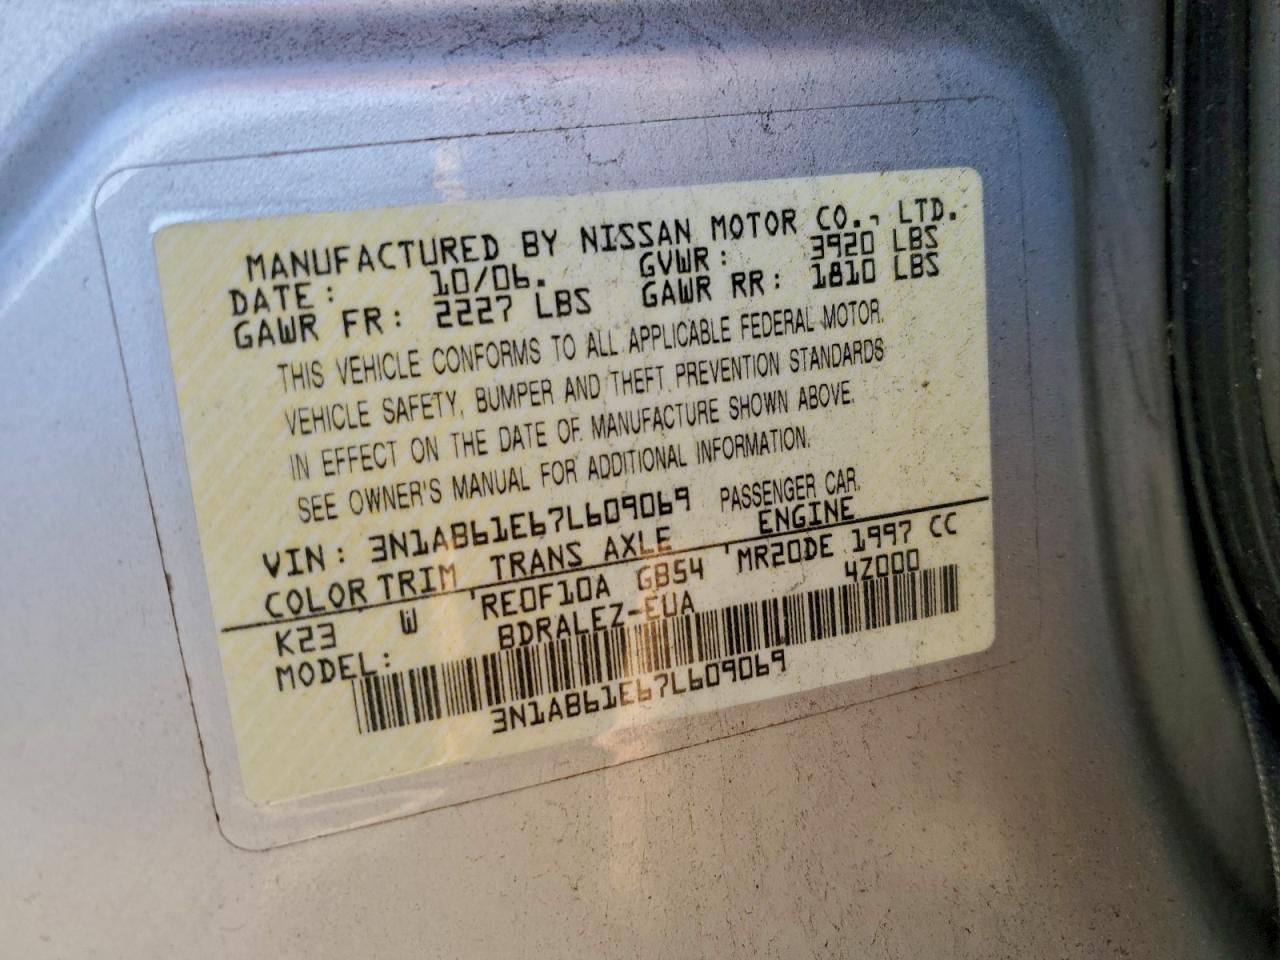 MANUFACTURED BY NISSAN MOTOR CO., LTD.
DATE: 10/06. GVWR: 3920 LBS
GAWR FR: 2227 LBS GAWR RR: 1810 LBS
THIS VEHICLE CONFORMS TO ALL APPLICABLE FEDERAL MOTOR
VEHICLE SAFETY, BUMPER AND THEFT PREVENTION STANDARDS
IN EFFECT ON THE DATE OF MANUFACTURE SHOWN ABOVE.
SEE OWNER'S MANUAL FOR ADDITIONAL INFORMATION.
VIN: 3N1AB61E67L609069 PASSENGER CAR.
COLOR TRIM TRANS AXLE ENGINE
K23 W RE0F10A GB54 MR20DE 1997 CC
MODEL: BDRALEZ-EUA 4Z000
3N1AB61E67L609069